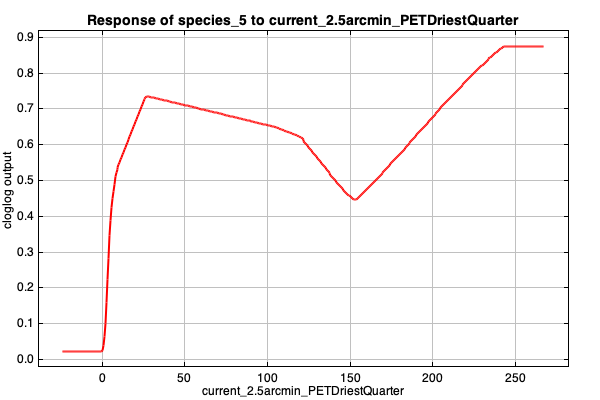 Response of species_5 to current_2.5arcmin_PETDriestQuarter
0.9
0.8
0.7
0.6
0.5
0.4
0.3
0.2
0.1
0.0
cloglog output
0 50 100 150 200 250
current_2.5arcmin_PETDriestQuarter